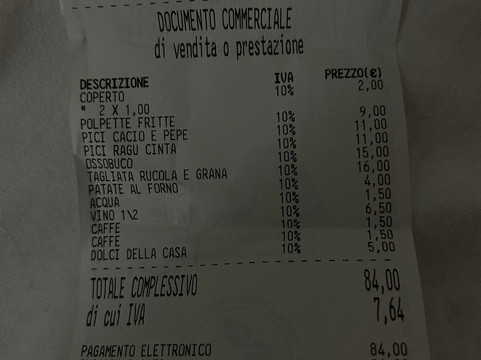 DOCUMENTO COMMERCIALE
di vendita o prestazione
DESCRIZIONE IVA PREZZO(€)
COPERTO 10% 2,00
* 2 X 1,00
POLPETTE FRITTE 10% 9,00
PICI CACIO E PEPE 10% 11,00
PICI RAGU CINTA 10% 11,00
OSSOBUCO 10% 15,00
TAGLIATA RUCOLA E GRANA 10% 16,00
PATATE AL FORNO 10% 4,00
ACQUA 10% 1,50
VINO 1\2 10% 6,50
CAFFE 10% 1,50
CAFFE 10% 1,50
DOLCI DELLA CASA 10% 5,00
TOTALE COMPLESSIVO 84,00
di cui IVA 7,64
PAGAMENTO ELETTRONICO 84,00